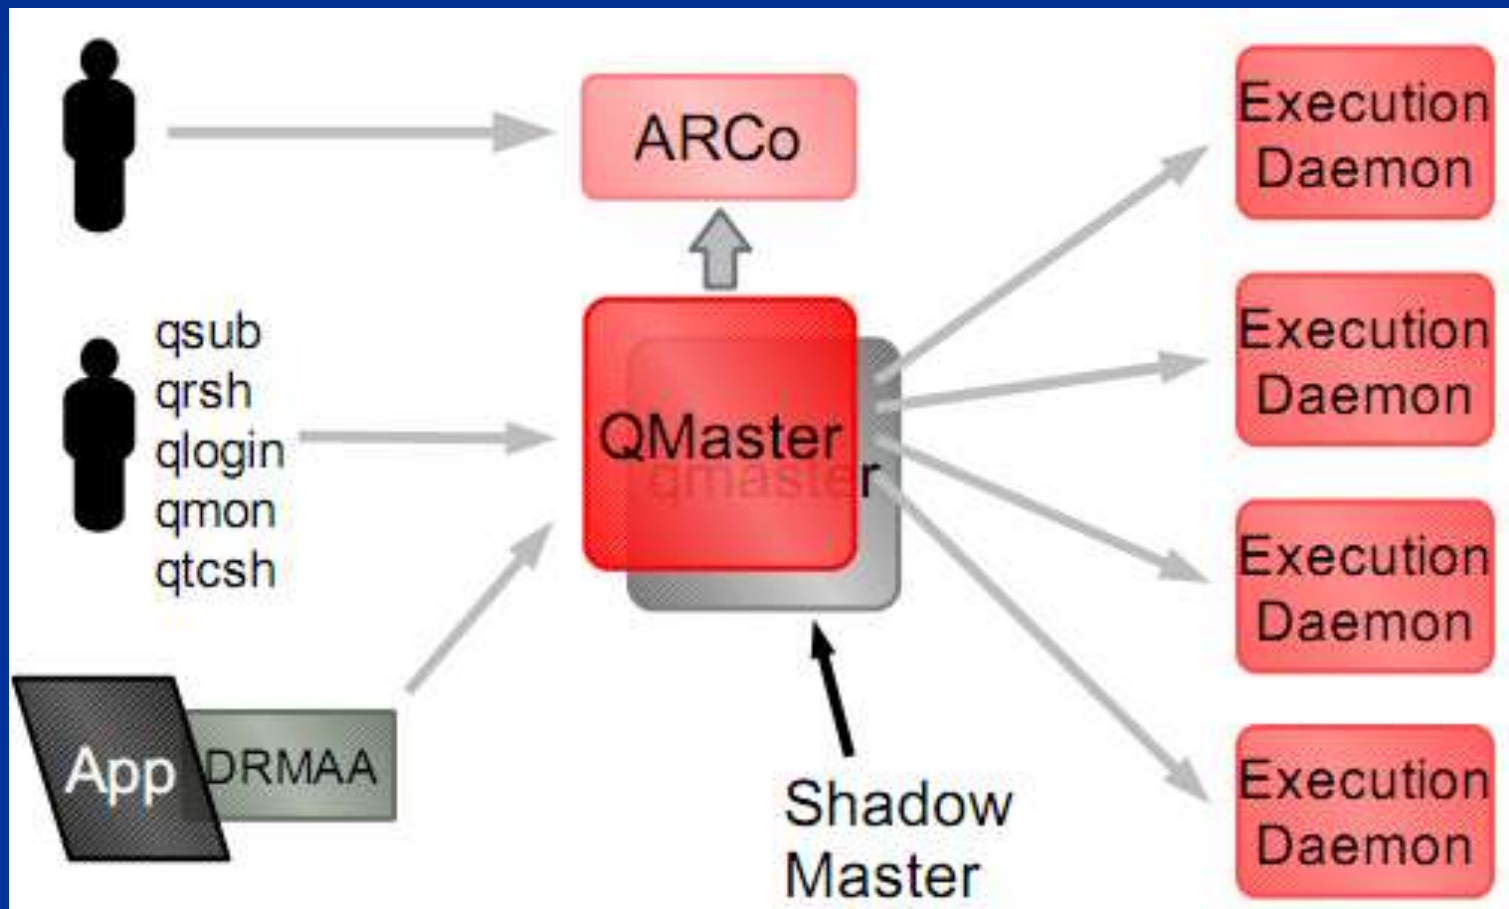 ARCo
qsub
qrsh
qlogin
qmon
qtcsh
QMaster
qmaster
App
DRMAA
Shadow
Master
Execution
Daemon
Execution
Daemon
Execution
Daemon
Execution
Daemon